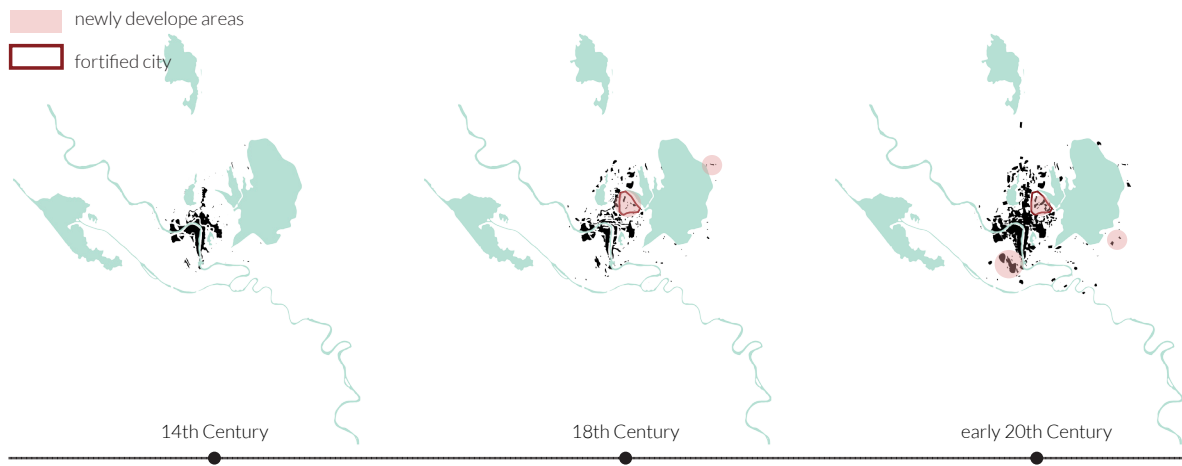 newly develope areas
fortified city
14th Century
18th Century
early 20th Century